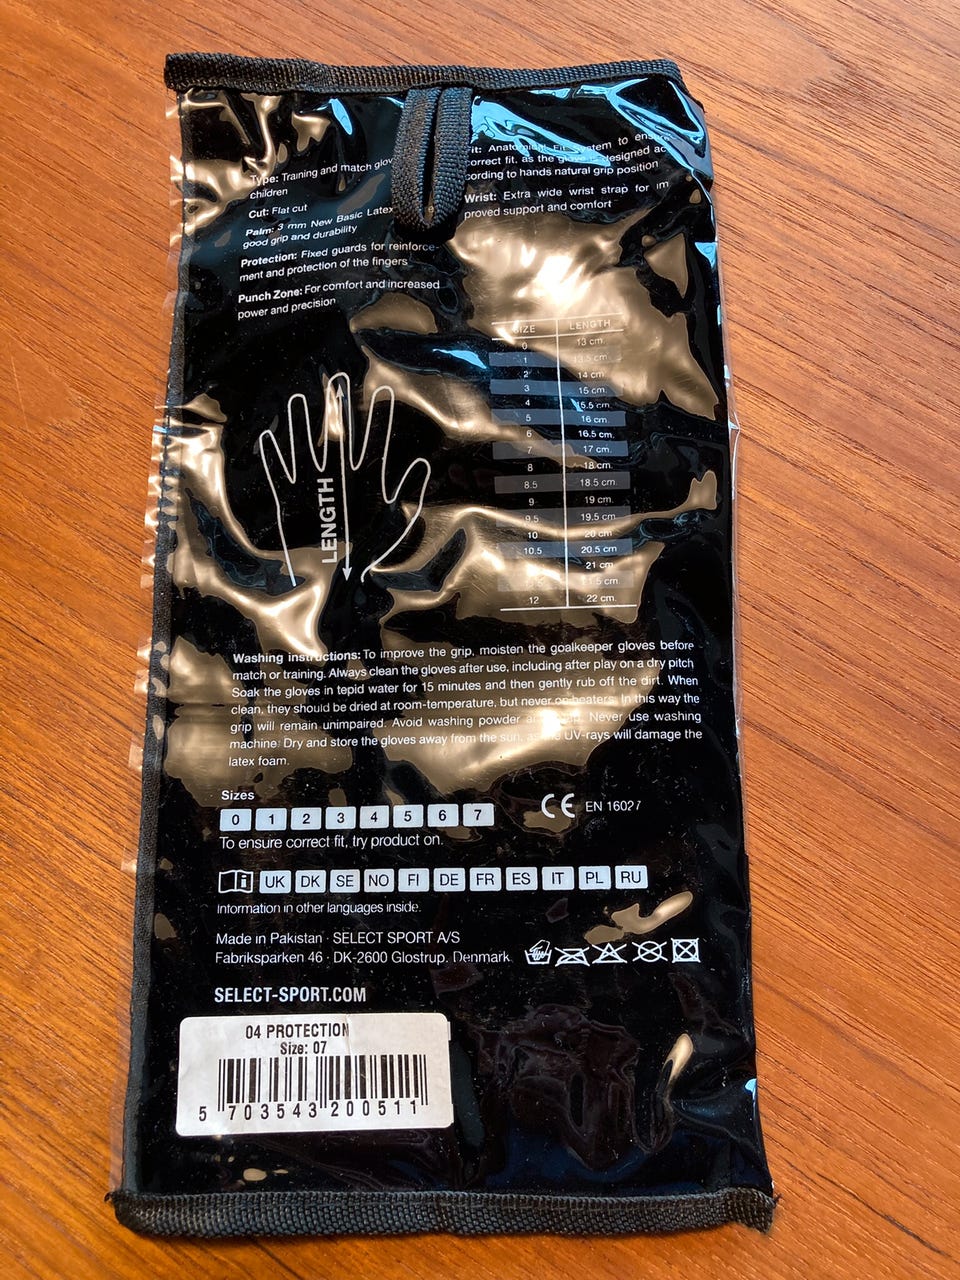 Type: Training and match
children
Cut: Flat cut
Palm: 3 mm New Basic Latex
good grip and durability
Protection: Fixed guards for reinforce-
ment and protection of the fingers
Punch Zone: For comfort and increased
power and precision
Fit: Anatomical Fit System to
correct fit, as the glove is designed ac
cording to hands natural grip position
Wrist: Extra wide wrist strap for im
proved support and comfort
SIZE LENGTH
0 13 cm.
1 13.5 cm
2 14 cm.
3 15 cm.
4 15.5 cm.
5 16 cm.
6 16.5 cm.
7 17 cm.
8 18 cm.
8.5 18.5 cm.
9 19 cm.
9.5 19.5 cm.
10 20 cm.
10.5 20.5 cm.
21 cm
21.5 cm.
12 22 cm.
LENGTH
Washing instructions: To improve the grip, moisten the goalkeeper gloves before
match or training. Always clean the gloves after use, including after play on a dry pitch
Soak the gloves in tepid water for 15 minutes and then gently rub off the dirt. When
clean, they should be dried at room-temperature, but never on heaters. In this way the
grip will remain unimpaired. Avoid washing powder Never use washing
machine. Dry and store the gloves away from the sun, as the UV-rays will damage the
latex foam.
Sizes
0 1 2 3 4 5 6 7
CE EN 16027
To ensure correct fit, try product on.
UK DK SE NO FI DE FR ES IT PL RU
Information in other languages inside.
Made in Pakistan · SELECT SPORT A/S
Fabriksparken 46 · DK-2600 Glostrup. Denmark
SELECT-SPORT.COM
04 PROTECTION
Size: 07
5 703543 200511